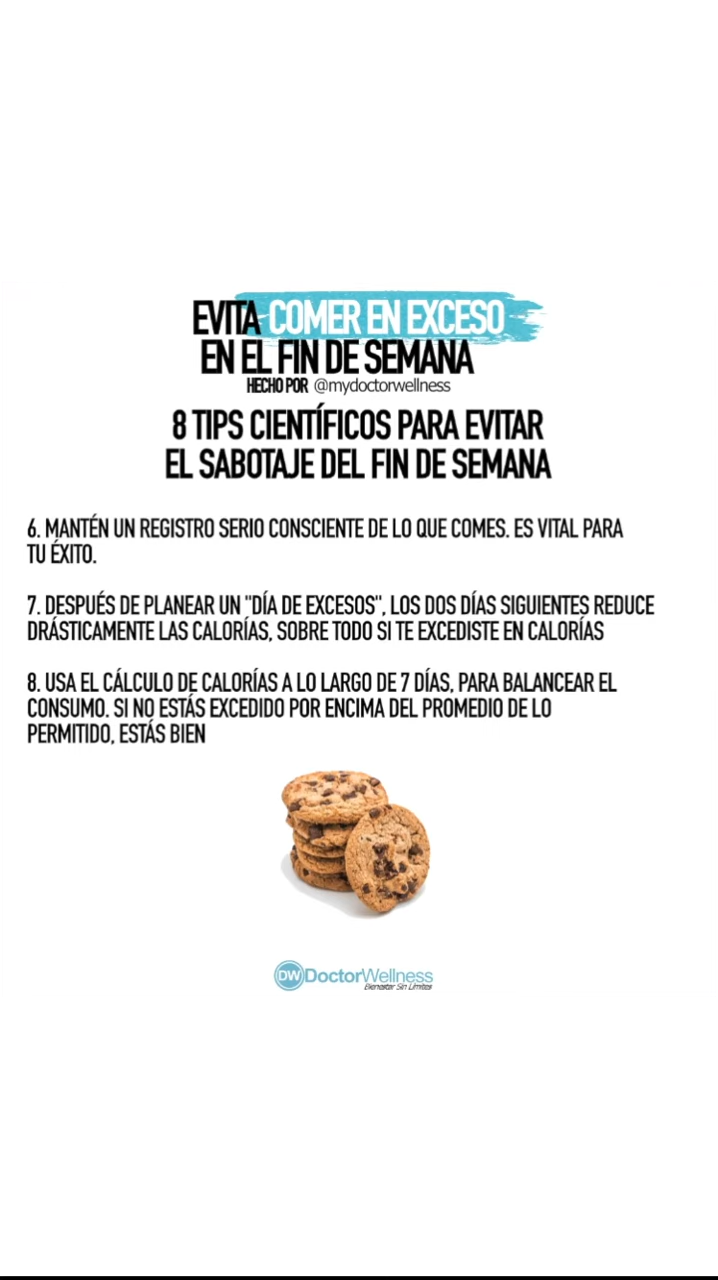 EVITA COMER EN EXCESO
EN EL FIN DE SEMANA
HECHO POR @mydoctorwellness
8 TIPS CIENTÍFICOS PARA EVITAR
EL SABOTAJE DEL FIN DE SEMANA
6. MANTÉN UN REGISTRO SERIO CONSCIENTE DE LO QUE COMES. ES VITAL PARA
TU ÉXITO.
7. DESPUÉS DE PLANEAR UN "DÍA DE EXCESOS", LOS DOS DÍAS SIGUIENTES REDUCE
DRÁSTICAMENTE LAS CALORÍAS, SOBRE TODO SI TE EXCEDISTE EN CALORÍAS
8. USA EL CÁLCULO DE CALORÍAS A LO LARGO DE 7 DÍAS, PARA BALANCEAR EL
CONSUMO. SI NO ESTÁS EXCEDIDO POR ENCIMA DEL PROMEDIO DE LO
PERMITIDO, ESTÁS BIEN
DW DoctorWellness
Bienestar Sin Límites